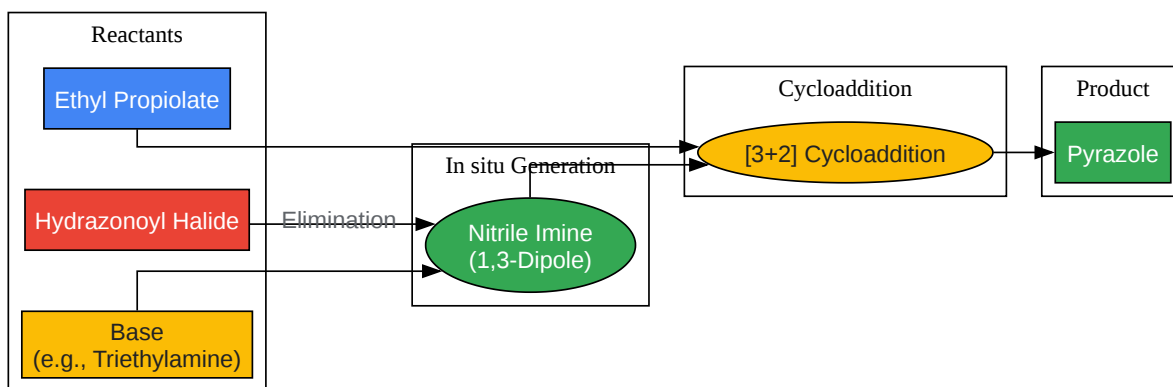 Reactants
Ethyl Propiolate
Hydrazonoyl Halide
Base
(e.g., Triethylamine)
Elimination
In situ Generation
Nitrile Imine
(1,3-Dipole)
Cycloaddition
[3+2] Cycloaddition
Product
Pyrazole